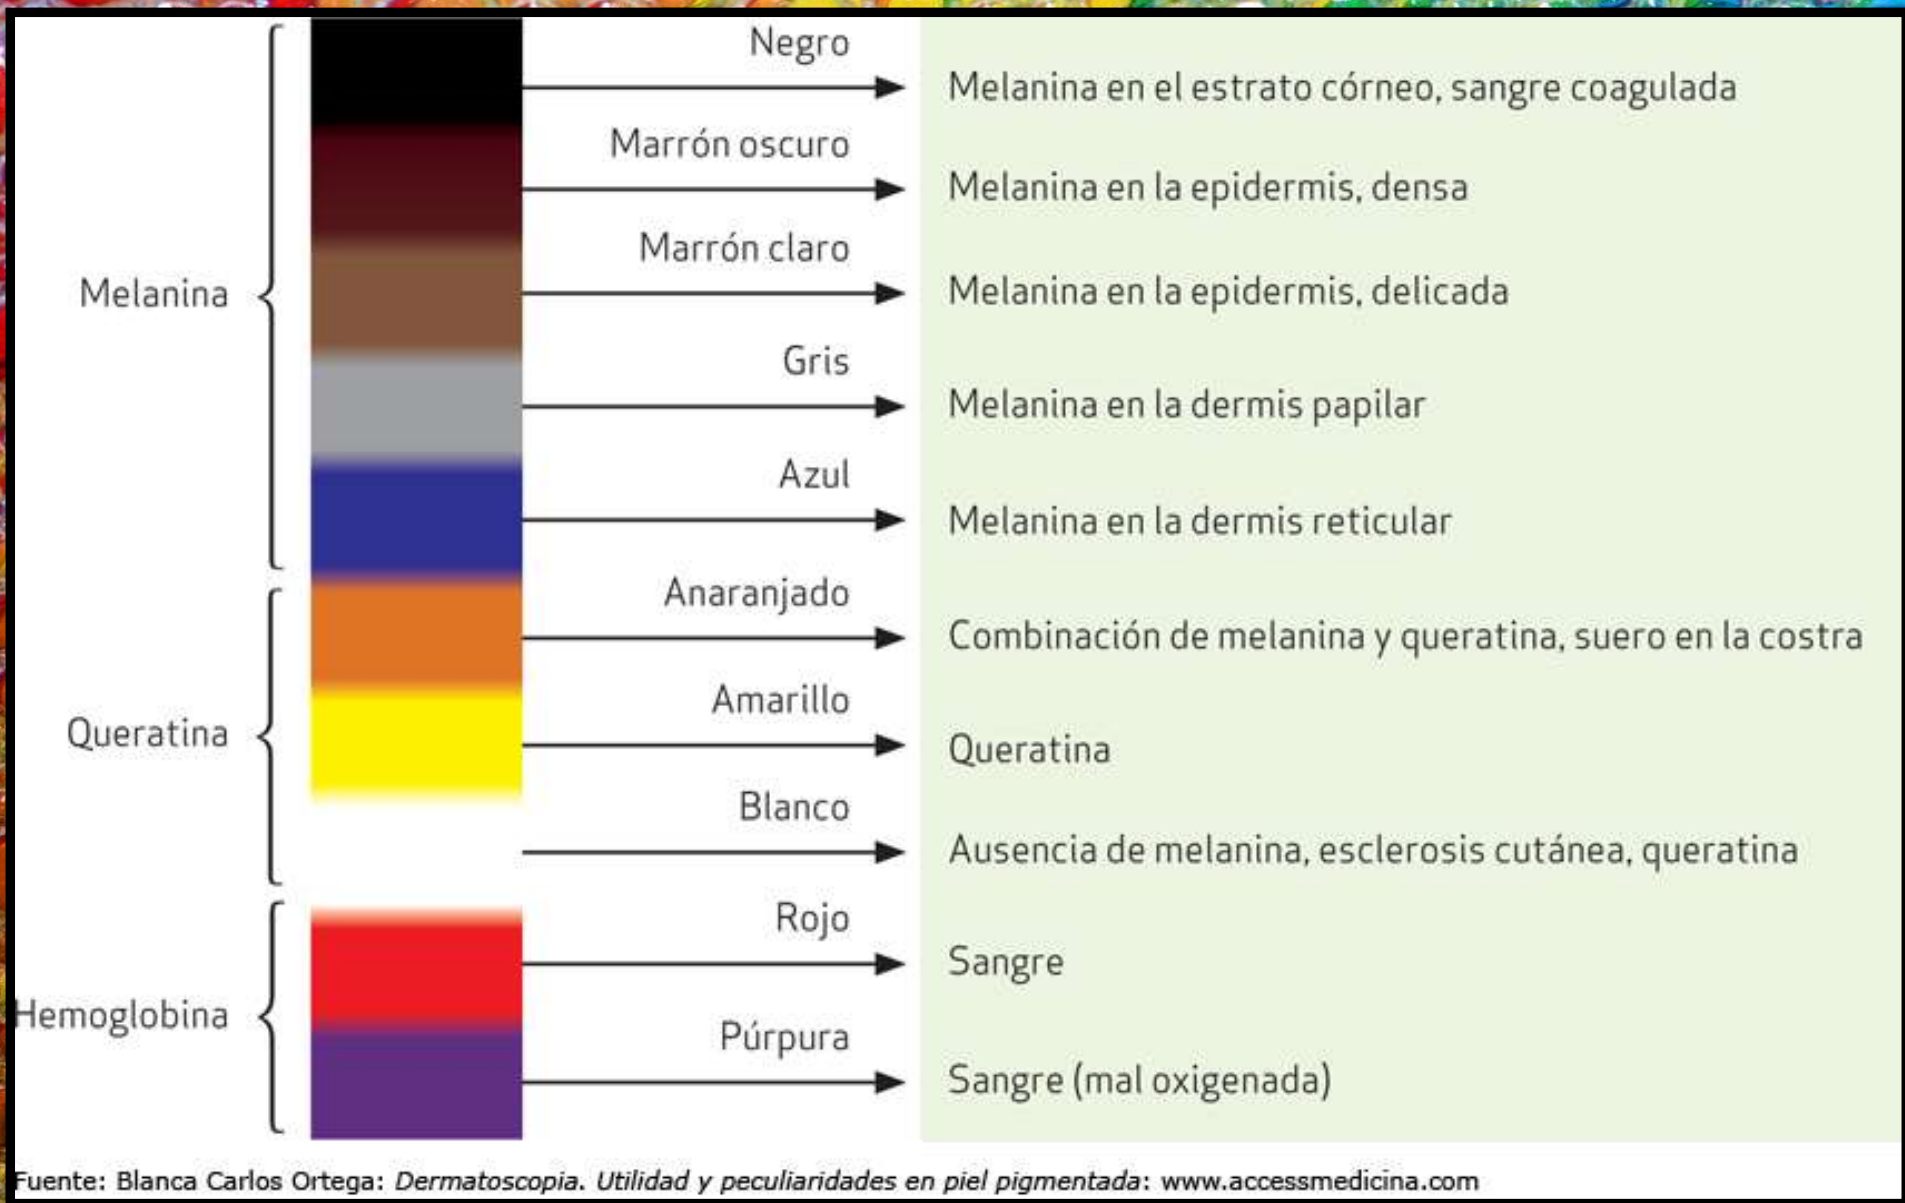 Negro
Melanina en el estrato córneo, sangre coagulada
Marrón oscuro
Melanina en la epidermis, densa
Marrón claro
Melanina
Melanina en la epidermis, delicada
Gris
Melanina en la dermis papilar
Azul
Melanina en la dermis reticular
Anaranjado
Combinación de melanina y queratina, suero en la costra
Amarillo
Queratina
Queratina
Blanco
Ausencia de melanina, esclerosis cutánea, queratina
Rojo
Sangre
Hemoglobina
Púrpura
Sangre (mal oxigenada)
Fuente: Blanca Carlos Ortega: Dermatoscopia. Utilidad y peculiaridades en piel pigmentada: www.accessmedicina.com